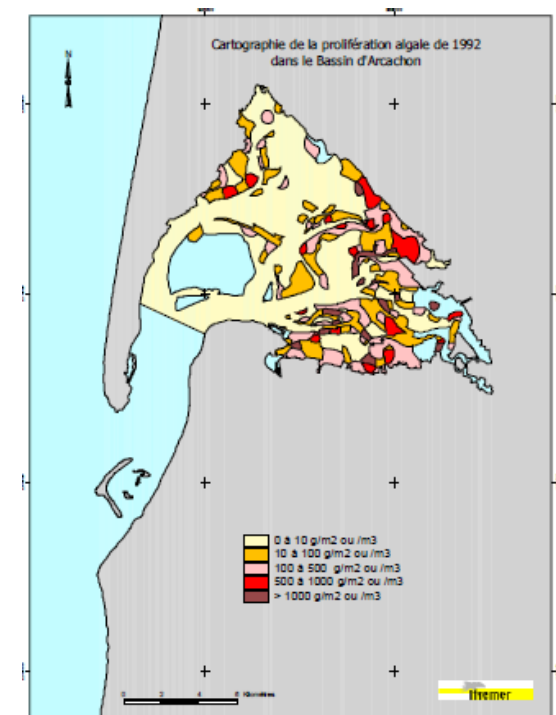 Cartographie de la prolifération algale de 1992
dans le Bassin d'Arcachon
N
0 à 10 g/m2 ou /m3
10 à 100 g/m2 ou /m3
100 à 500 g/m2 ou /m3
500 à 1000 g/m2 ou /m3
> 1000 g/m2 ou /m3
0 2 4 6 Kilomètres
Ifremer